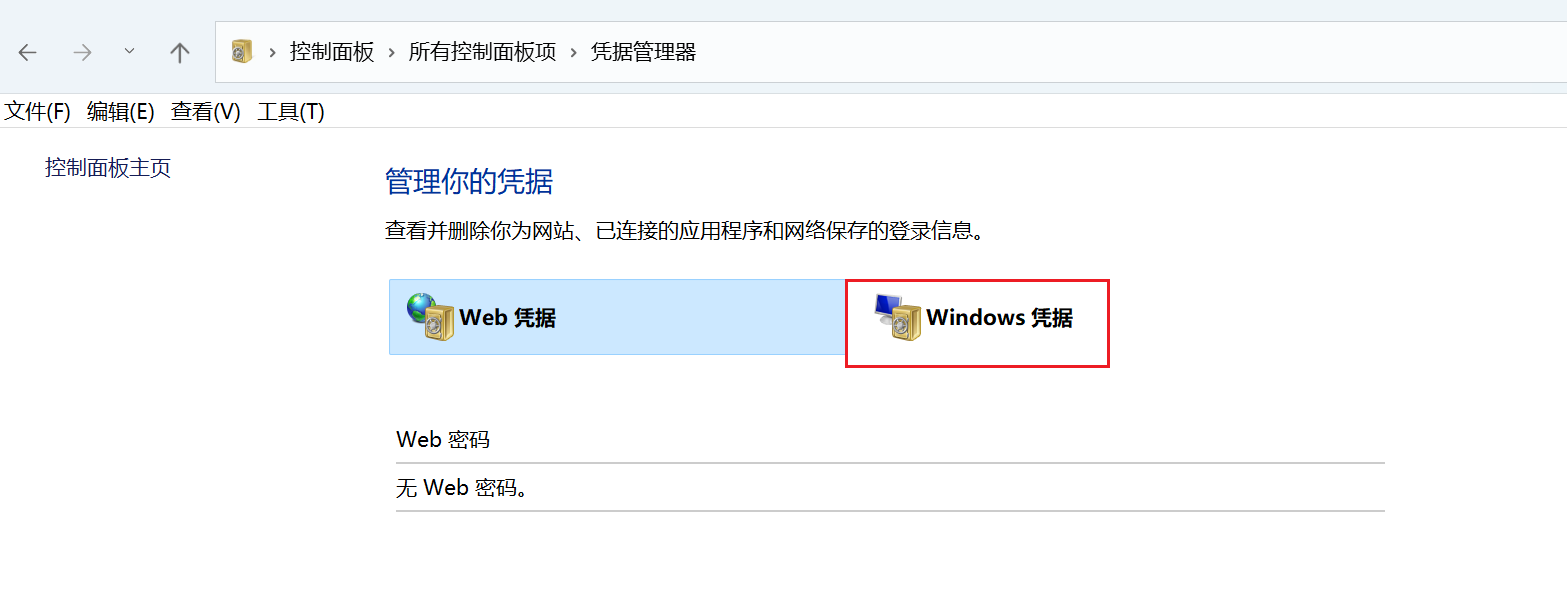 控制面板 › 所有控制面板项 › 凭据管理器
文件(F) 编辑(E) 查看(V) 工具(T)
控制面板主页
管理你的凭据
查看并删除你为网站、已连接的应用程序和网络保存的登录信息。
Web 凭据 Windows 凭据
Web 密码
无 Web 密码。